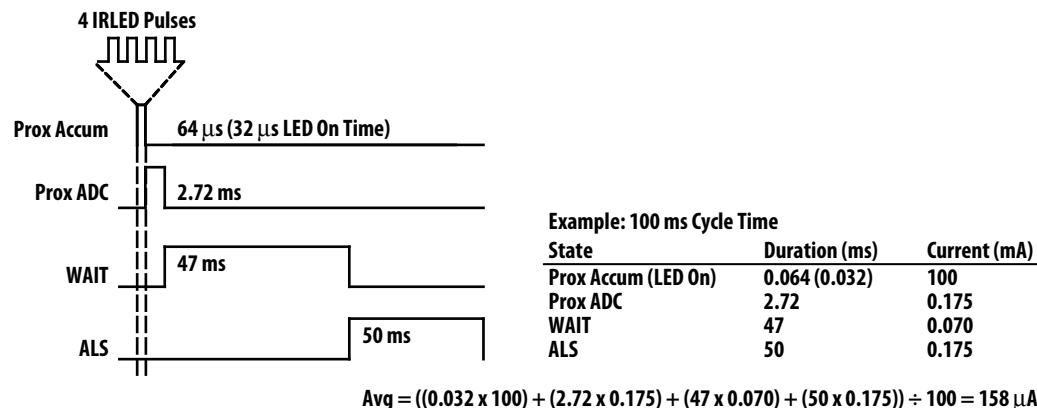 4 IRLED Pulses
Prox Accum
64 μs (32 μs LED On Time)
Prox ADC
2.72 ms
WAIT
47 ms
ALS
50 ms
Example: 100 ms Cycle Time
State Duration (ms) Current (mA)
Prox Accum (LED On) 0.064 (0.032) 100
Prox ADC 2.72 0.175
WAIT 47 0.070
ALS 50 0.175
Avg = ((0.032 x 100) + (2.72 x 0.175) + (47 x 0.070) + (50 x 0.175)) ÷ 100 = 158 μA